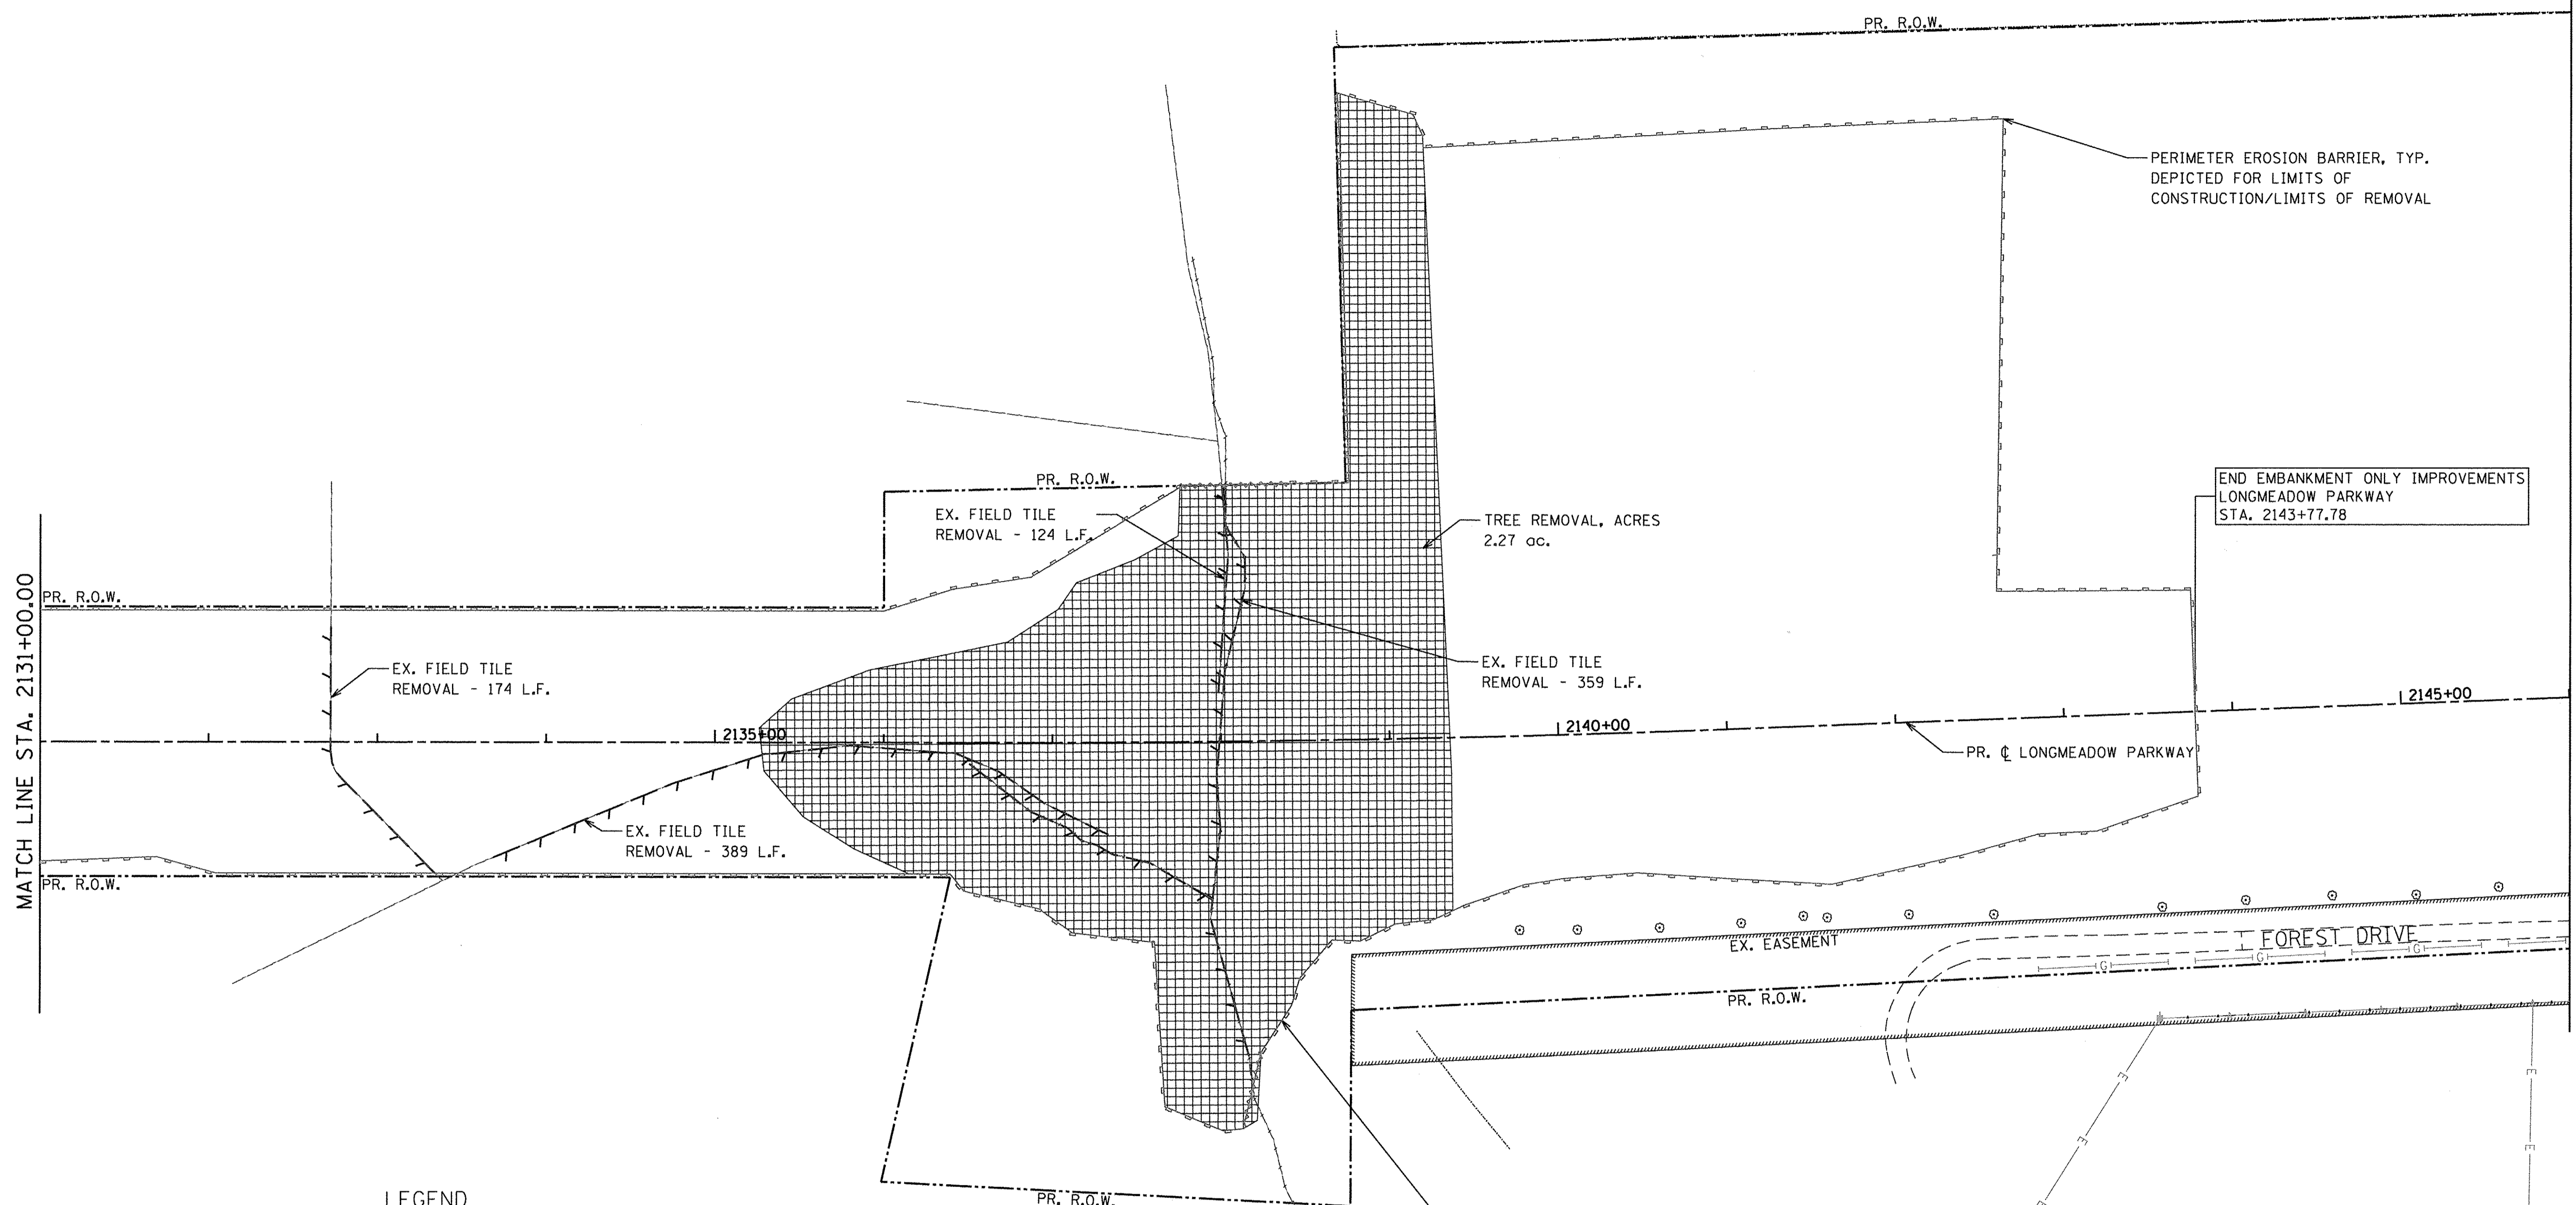 PR. R.O.W.
PERIMETER EROSION BARRIER, TYP.
DEPICTED FOR LIMITS OF
CONSTRUCTION/LIMITS OF REMOVAL
END EMBANKMENT ONLY IMPROVEMENTS
LONGMEADOW PARKWAY
STA. 2143+77.78
PR. R.O.W.
EX. FIELD TILE
REMOVAL - 124 L.F.
TREE REMOVAL, ACRES
2.27 ac.
MATCH LINE STA. 2131+00.00
PR. R.O.W.
EX. FIELD TILE
REMOVAL - 174 L.F.
EX. FIELD TILE
REMOVAL - 359 L.F.
2135+00
2140+00
2145+00
PR. ℄ LONGMEADOW PARKWAY
EX. FIELD TILE
REMOVAL - 389 L.F.
PR. R.O.W.
EX. EASEMENT
FOREST DRIVE
G
G
G
PR. R.O.W.
E
E
E
E
E
LEGEND
PR. R.O.W.